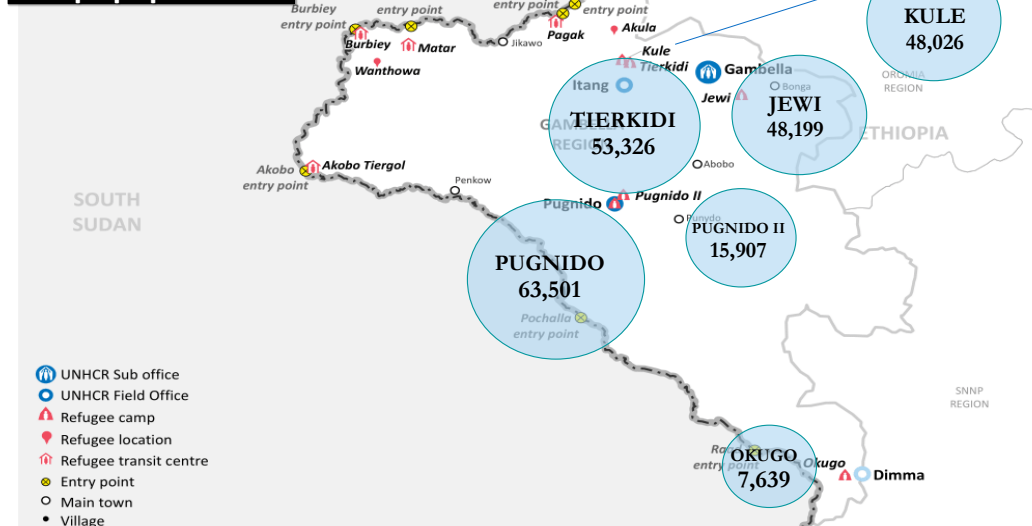 Burbiey
entry point
entry point
entry point
entry point
KULE
48,026
Burbiey
Matar
Wanthowa
Jikawo
Pagak
Akula
Kule
Tierkidi
Itang
Gambella
Jewi
Bonga
OROMIA
REGION
TIERKIDI
53,326
GAMBELLA
REGION
JEWI
48,199
ETHIOPIA
Akobo
entry point
Akobo Tiergol
Penkow
Abobo
SOUTH
SUDAN
Pugnido
Pugnido II
Punydo
PUGNIDO II
15,907
PUGNIDO
63,501
Pochalla
entry point
UNHCR Sub office
UNHCR Field Office
Refugee camp
Refugee location
Refugee transit centre
Entry point
Main town
Village
SNNP
REGION
entry point
OKUGO
7,639
Okugo
Dimma